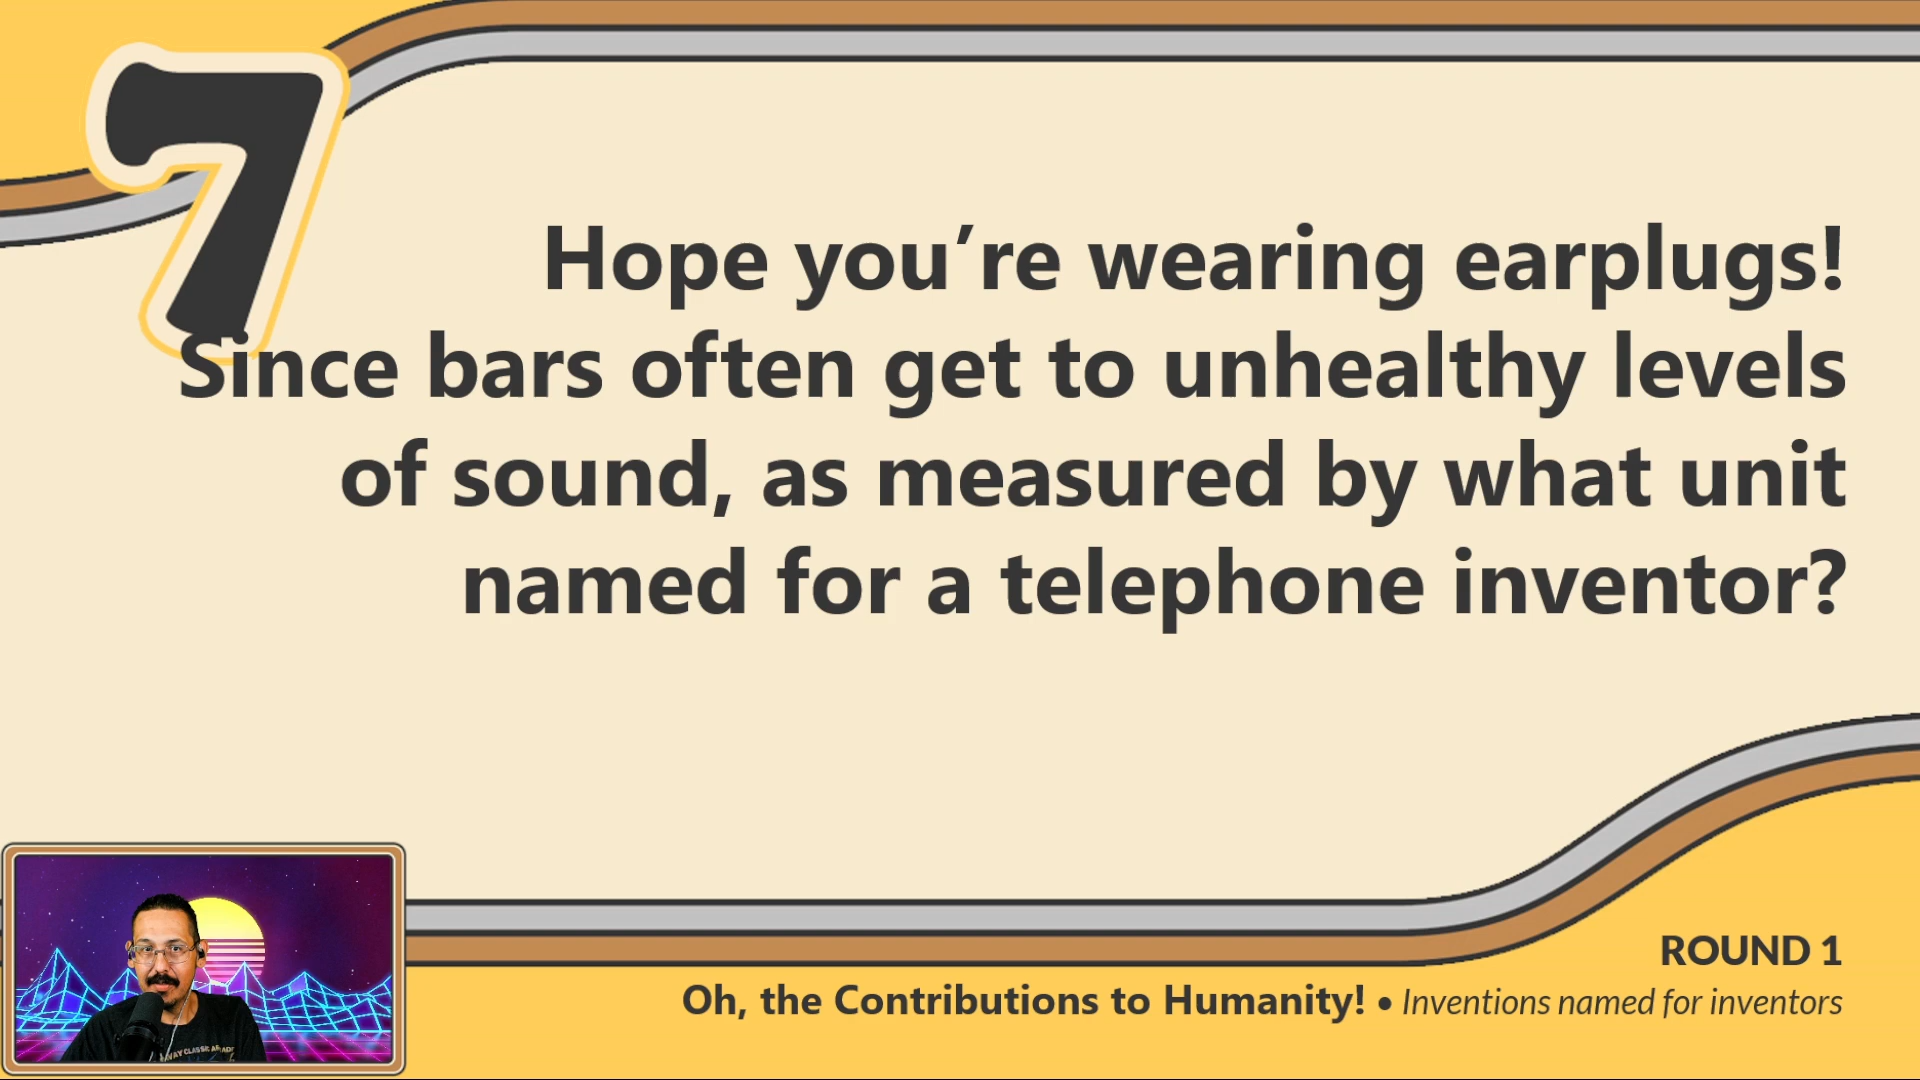 7
Hope you’re wearing earplugs!
Since bars often get to unhealthy levels
of sound, as measured by what unit
named for a telephone inventor?
ROUND 1
Oh, the Contributions to Humanity! • Inventions named for inventors